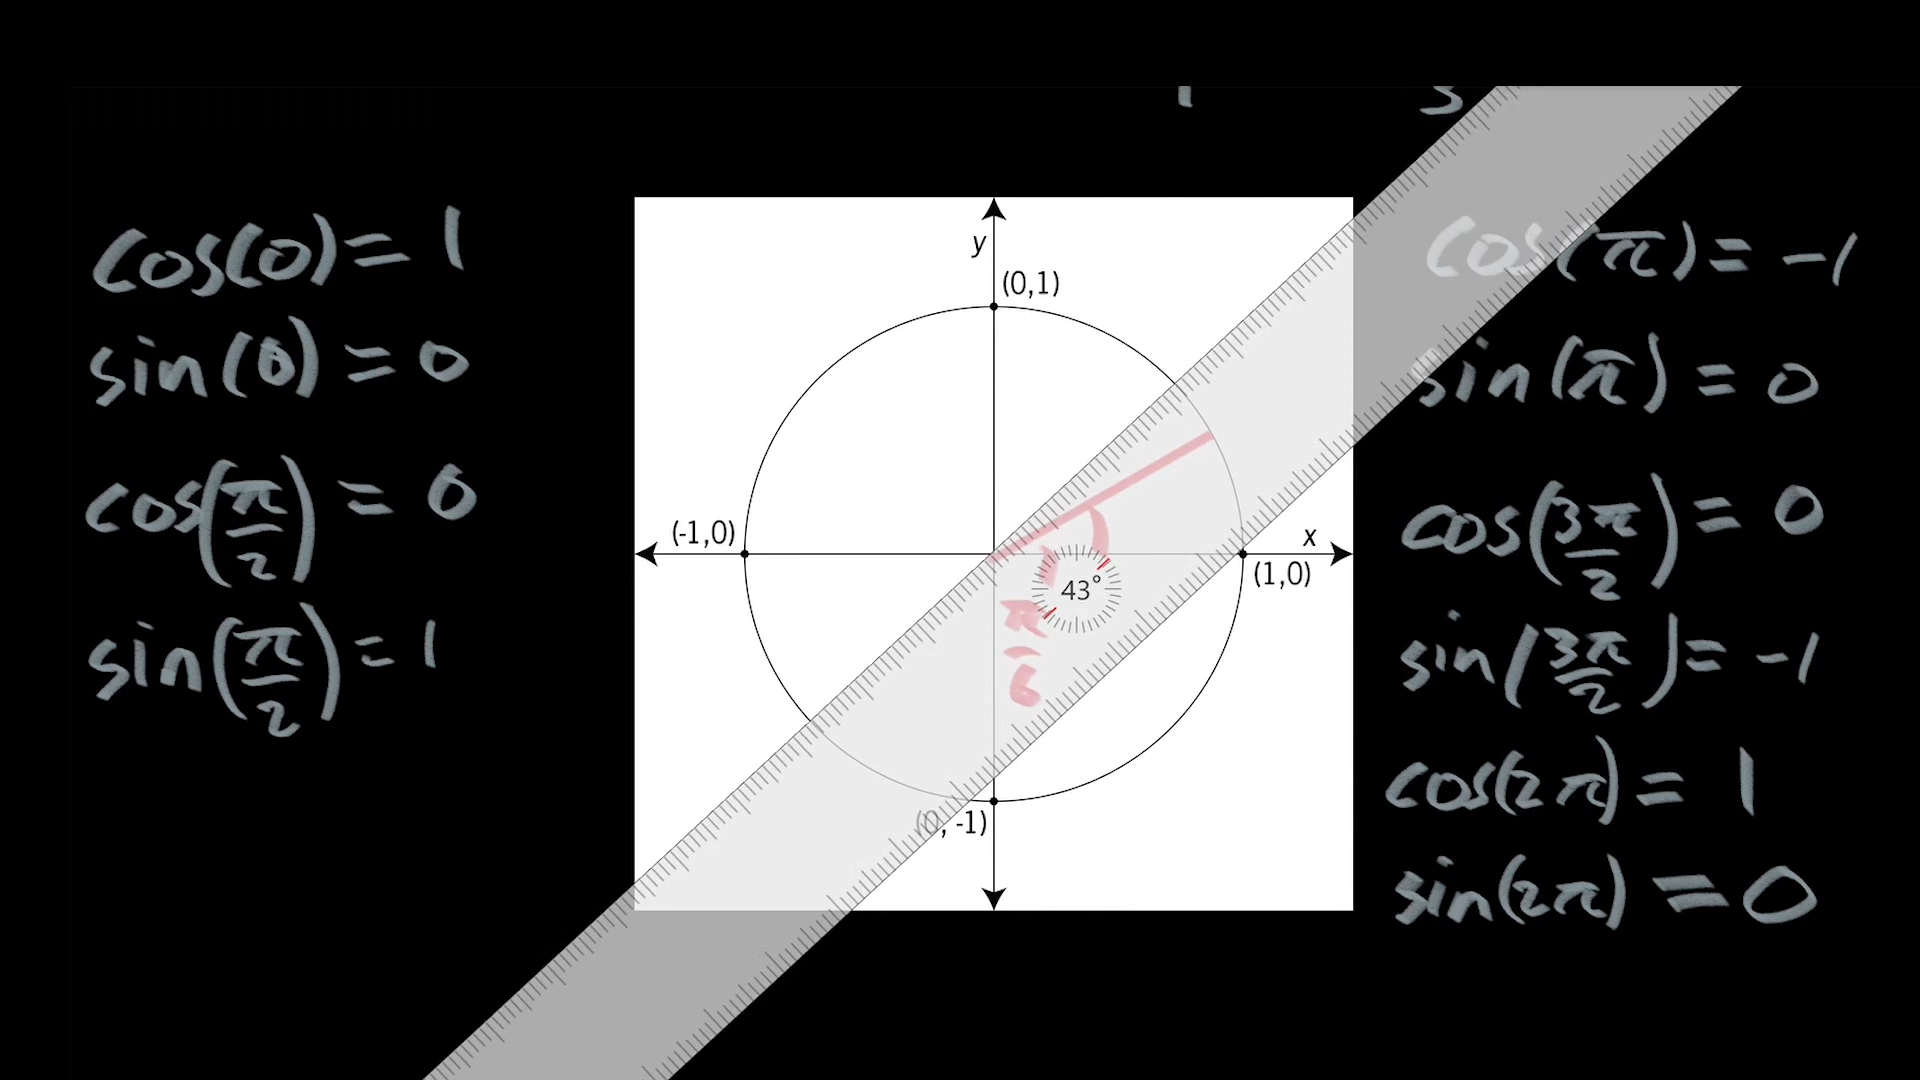 cos(0) = 1
sin(0) = 0
cos(π/2) = 0
sin(π/2) = 1
y
(0,1)
(-1,0)
x
(1,0)
43°
π/6
(0, -1)
cos(π) = -1
sin(π) = 0
cos(3π/2) = 0
sin(3π/2) = -1
cos(2π) = 1
sin(2π) = 0